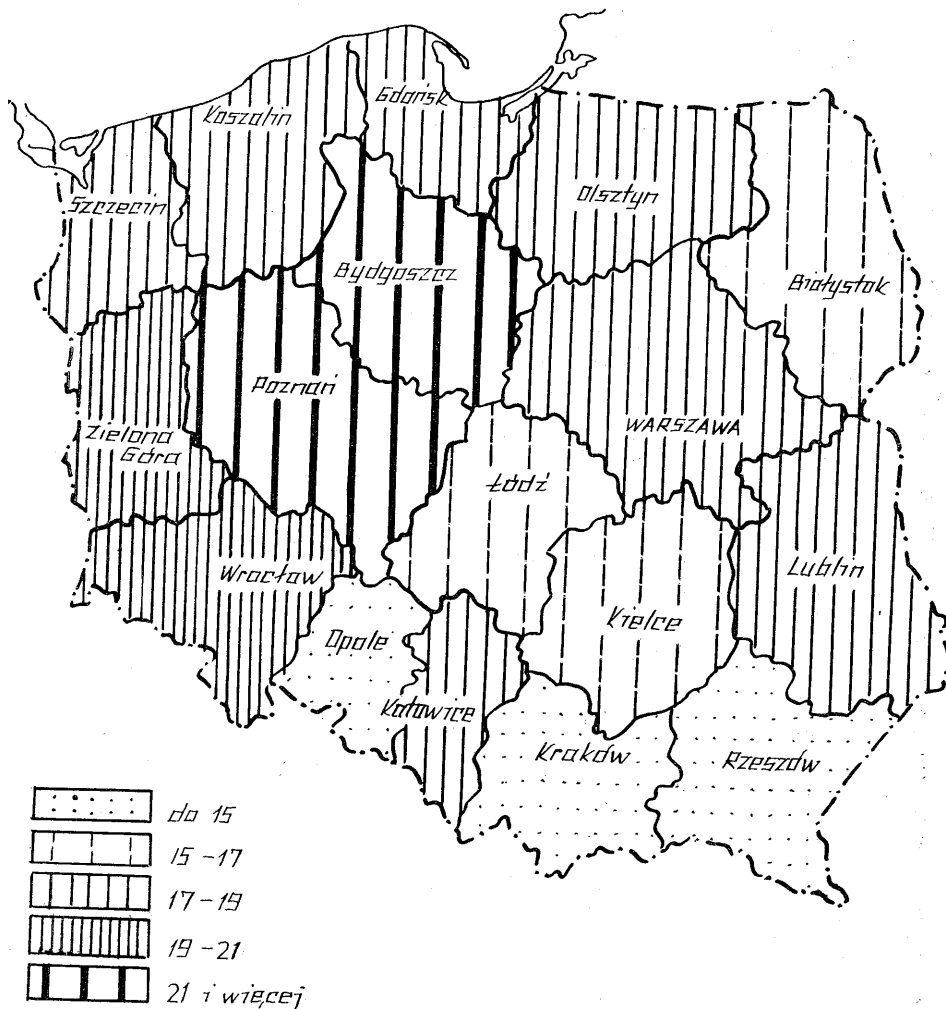 Gdańsk
Koszalin
Olsztyn
Szczecin
Bydgoszcz
Białystok
Poznań
WARSZAWA
Zielona
Góra
Łódź
Lublin
Wrocław
Kielce
Opole
Katowice
Kraków
Rzeszów
do 15
15-17
17-19
19-21
21 i więcej